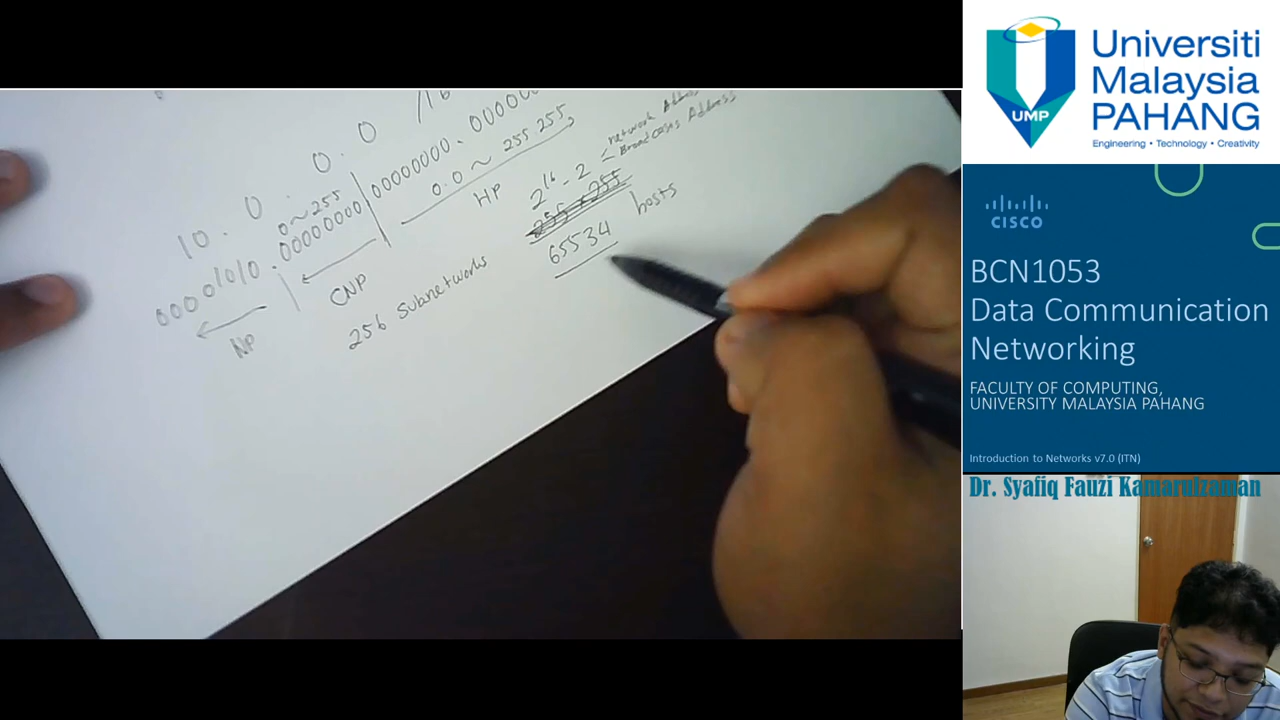 10 . 0 . 0 . 0 /16
00001010 . 00000000 . 00000000 .
0 ~ 255
0.0 ~ 255 255
NP
CNP
HP
256 subnetworks
2^16 - 2
network
Broadcast Address
255 × 255
65534 hosts
Universiti
Malaysia
PAHANG
UMP
Engineering • Technology • Creativity
CISCO
BCN1053
Data Communication
Networking
FACULTY OF COMPUTING,
UNIVERSITY MALAYSIA PAHANG
Introduction to Networks v7.0 (ITN)
Dr. Syafiq Fauzi Kamarulzaman